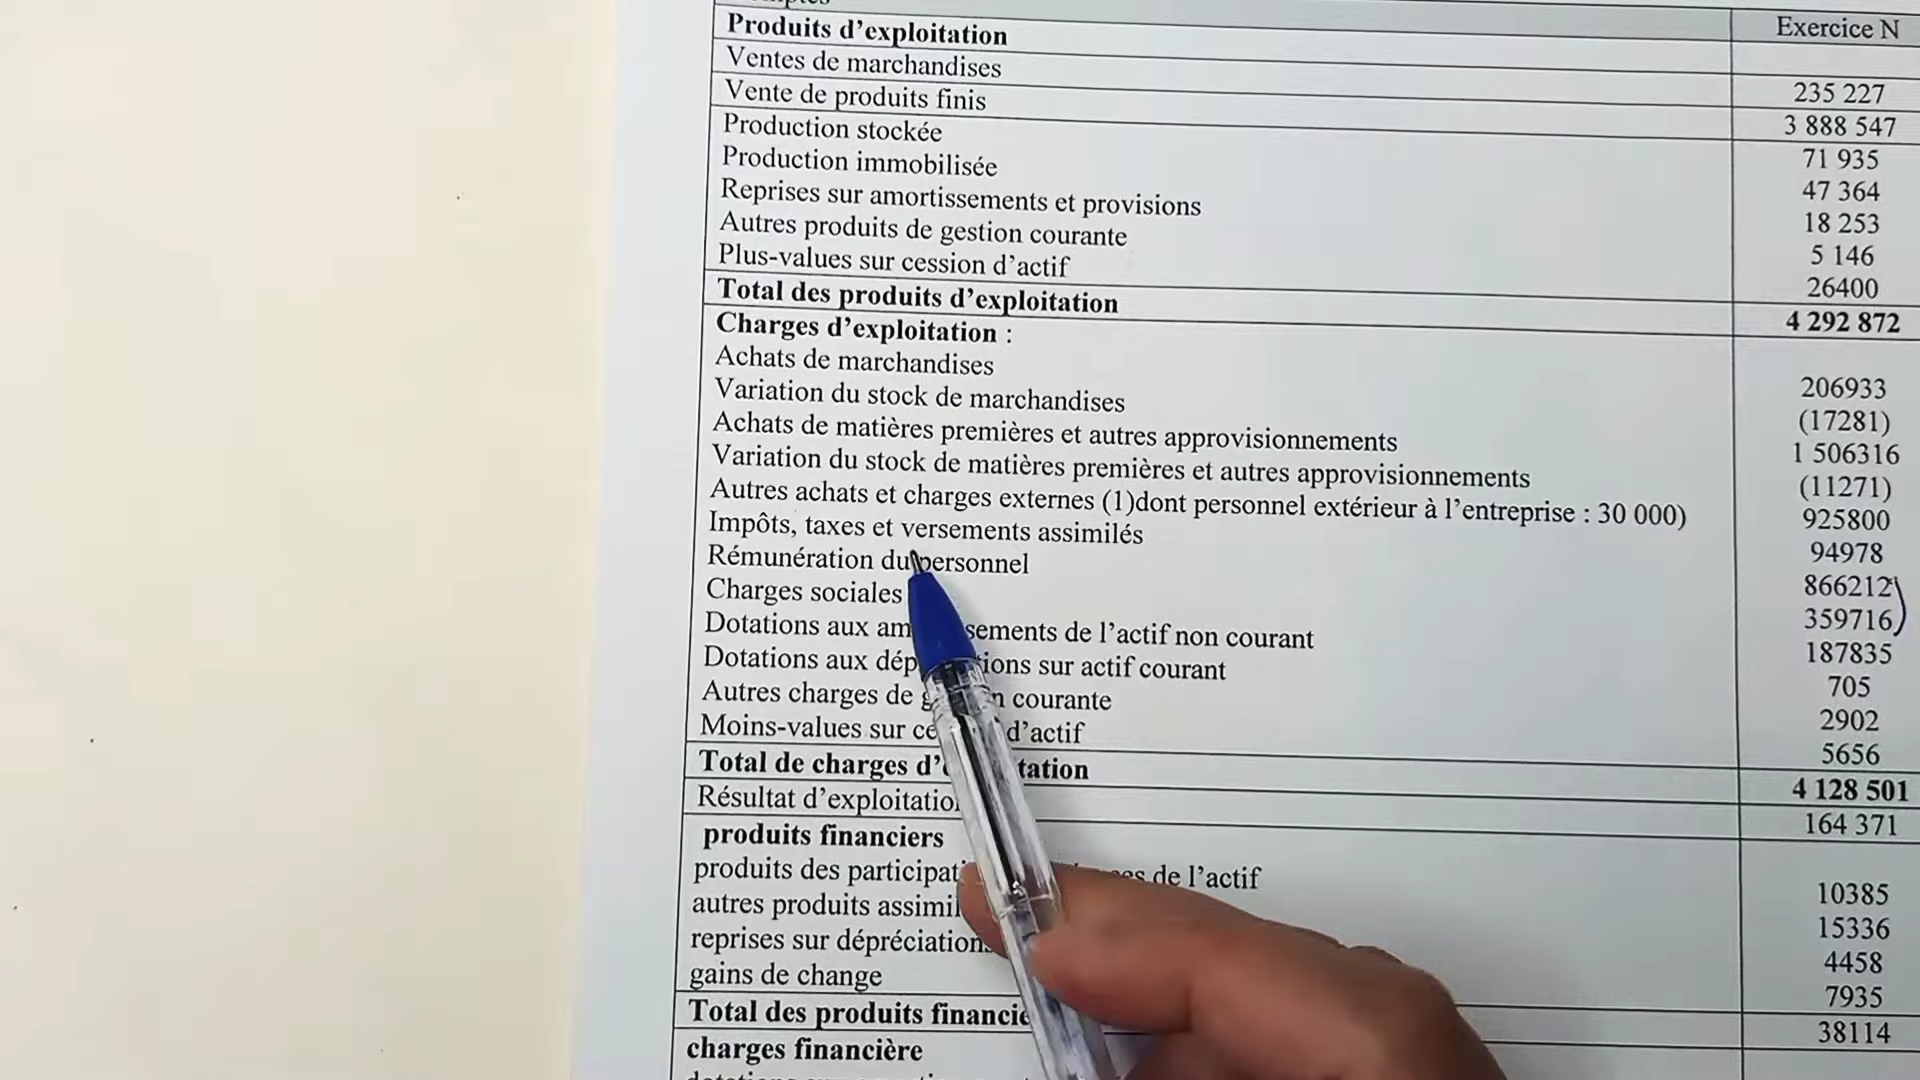 Exercice N
Produits d'exploitation
Ventes de marchandises 235 227
Vente de produits finis 3 888 547
Production stockée 71 935
Production immobilisée 47 364
Reprises sur amortissements et provisions 18 253
Autres produits de gestion courante 5 146
Plus-values sur cession d'actif 26400
Total des produits d'exploitation 4 292 872
Charges d'exploitation :
Achats de marchandises 206933
Variation du stock de marchandises (17281)
Achats de matières premières et autres approvisionnements 1 506316
Variation du stock de matières premières et autres approvisionnements (11271)
Autres achats et charges externes (1)dont personnel extérieur à l'entreprise : 30 000) 925800
Impôts, taxes et versements assimilés 94978
Rémunération du personnel 866212
Charges sociales 359716
Dotations aux sements de l'actif non courant 187835
Dotations aux ions sur actif courant 705
Autres charges de courante 2902
Moins-values sur d'actif 5656
Total de charges tation 4 128 501
Résultat d'exploitation 164 371
produits financiers
produits des de l'actif 10385
autres produits 15336
reprises sur dépréciation 4458
gains de change 7935
Total des produits 38114
charges financière